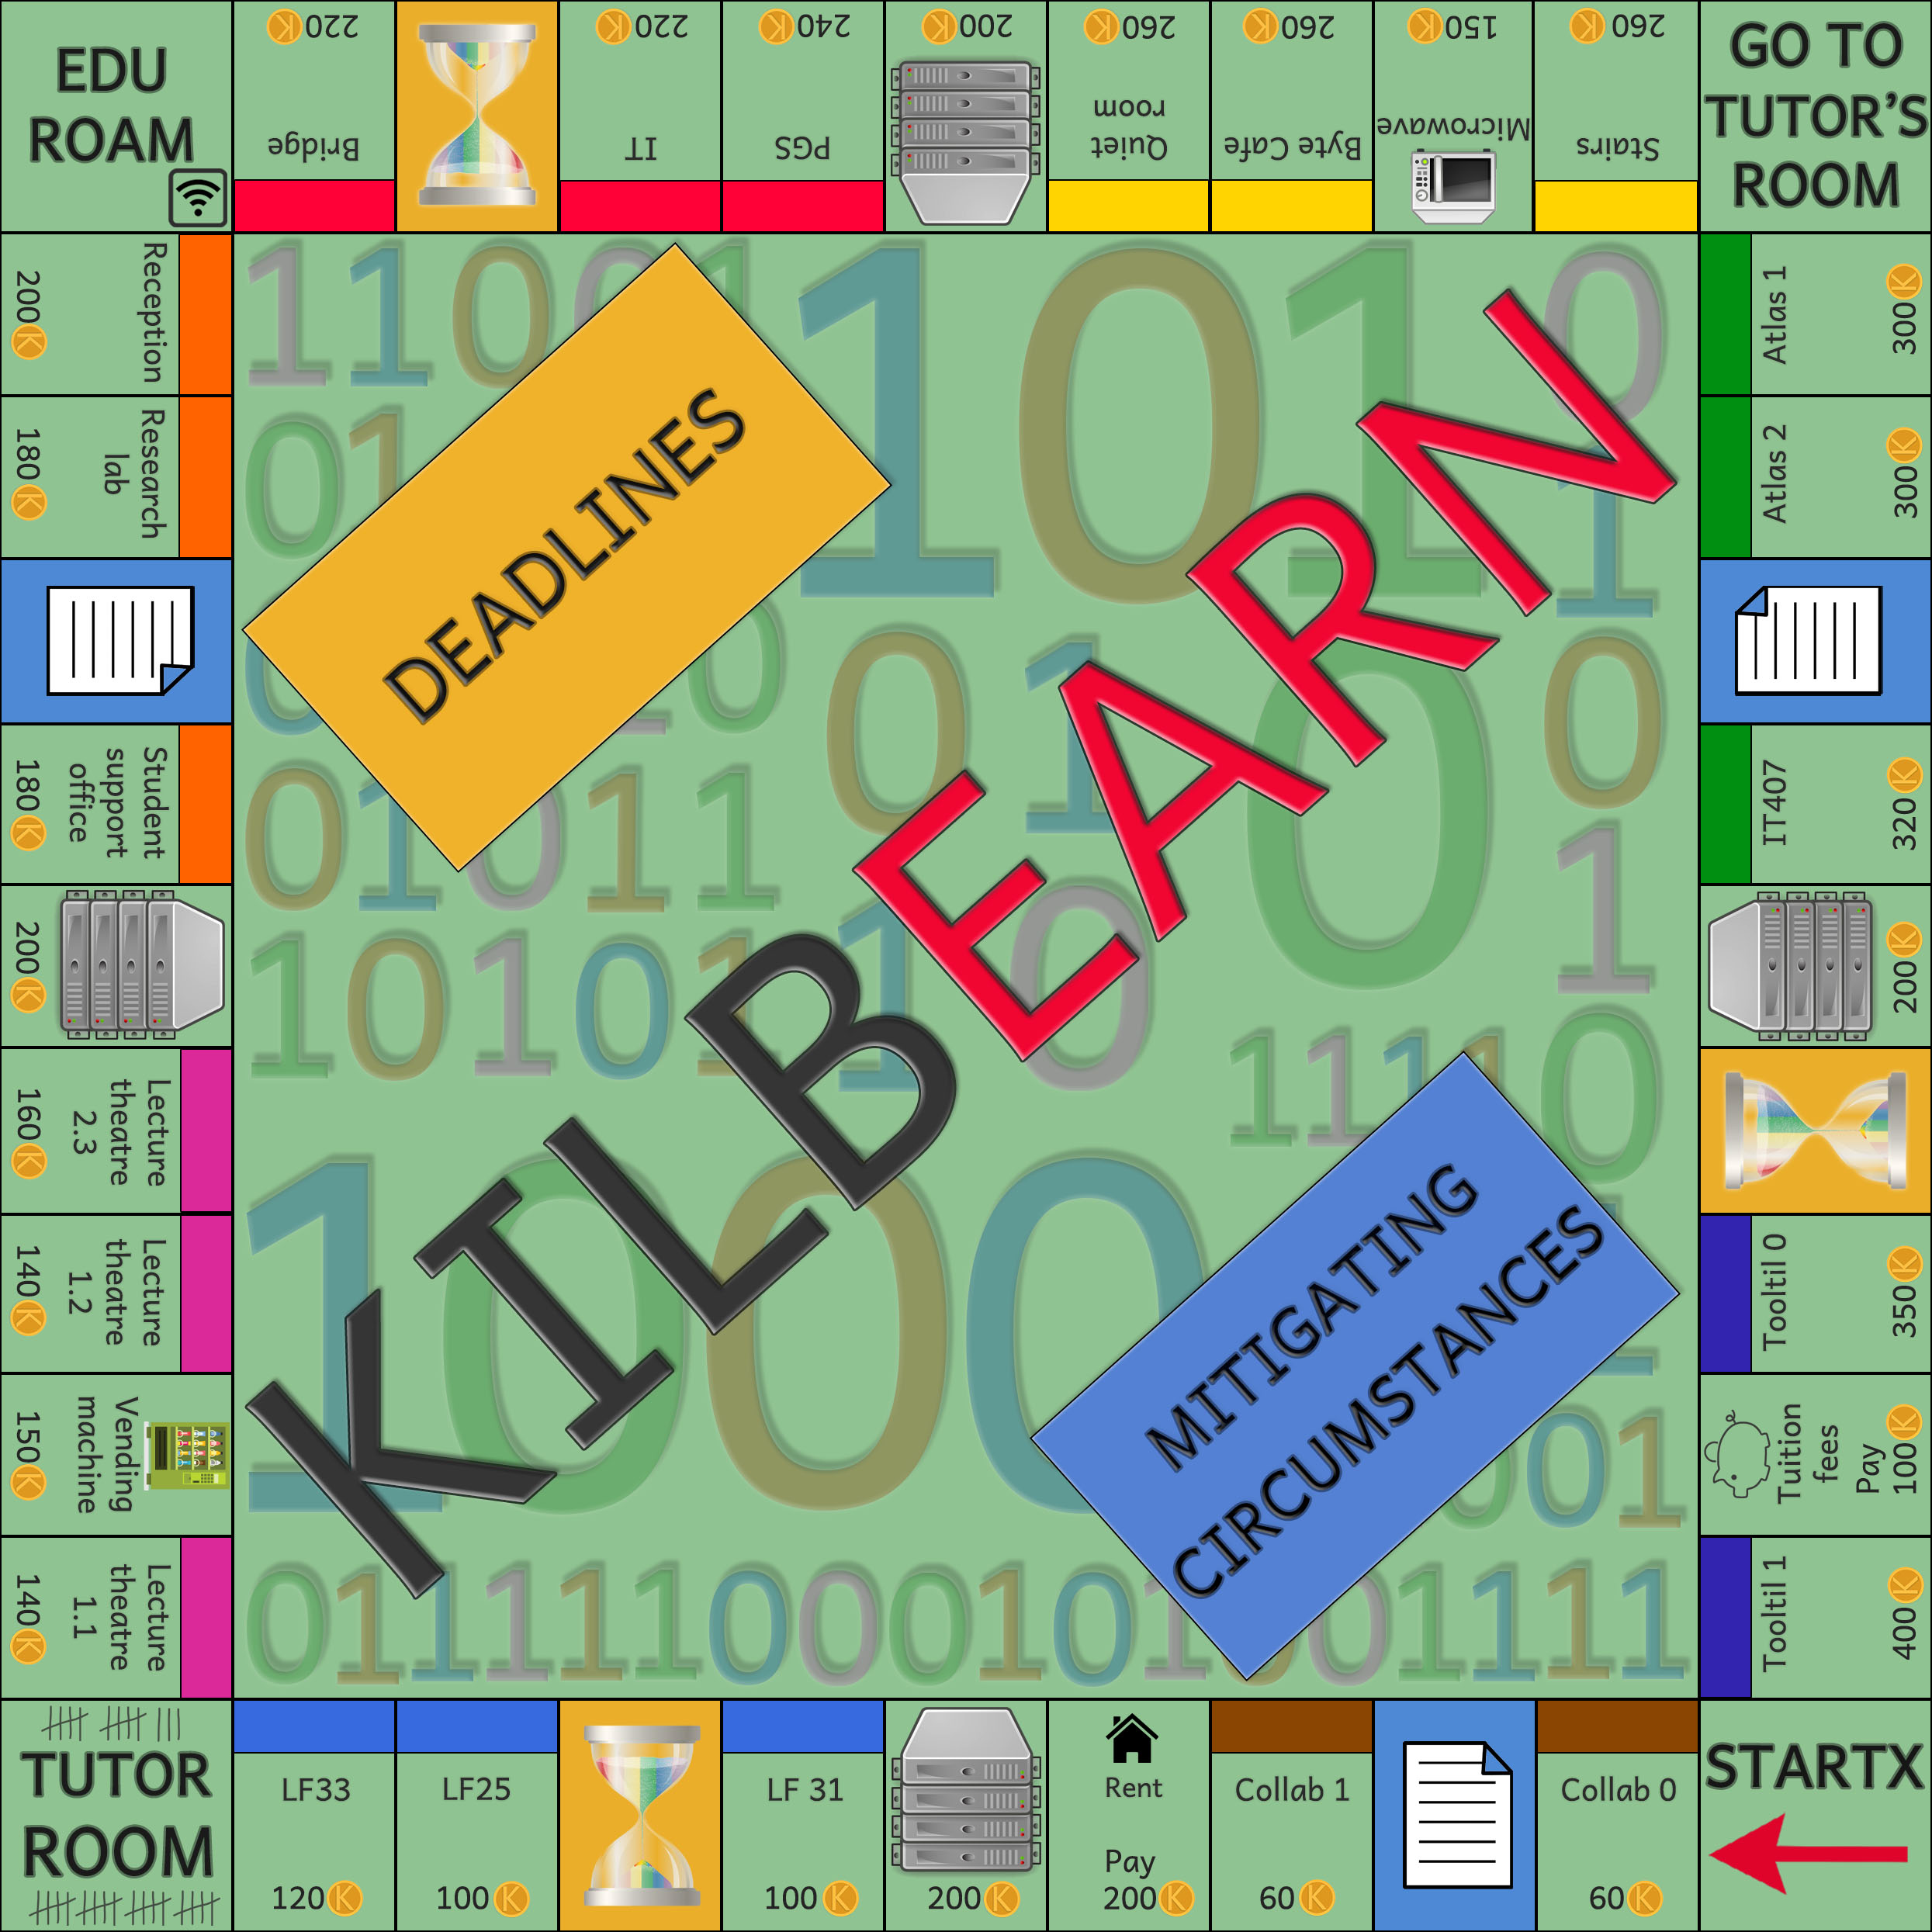 EDU
ROAM
220
Bridge
220
IT
240
PGS
200
260
Quiet
room
260
Byte Cafe
150
Microwave
260
Stairs
GO TO
TUTOR'S
ROOM
Atlas 1
300
Atlas 2
300
IT407
320
200
Tooltil 0
350
Tuition
fees
Pay
100
Tooltil 1
400
STARTX
Collab 0
60
Collab 1
60
Rent
Pay
200
200
LF 31
100
LF25
100
LF33
120
TUTOR
ROOM
Lecture
theatre
1.1
140
Vending
machine
150
Lecture
theatre
1.2
140
Lecture
theatre
2.3
160
200
Student
support
office
180
Research
lab
180
Reception
200
DEADLINES
KILBEARN
MITIGATING
CIRCUMSTANCES